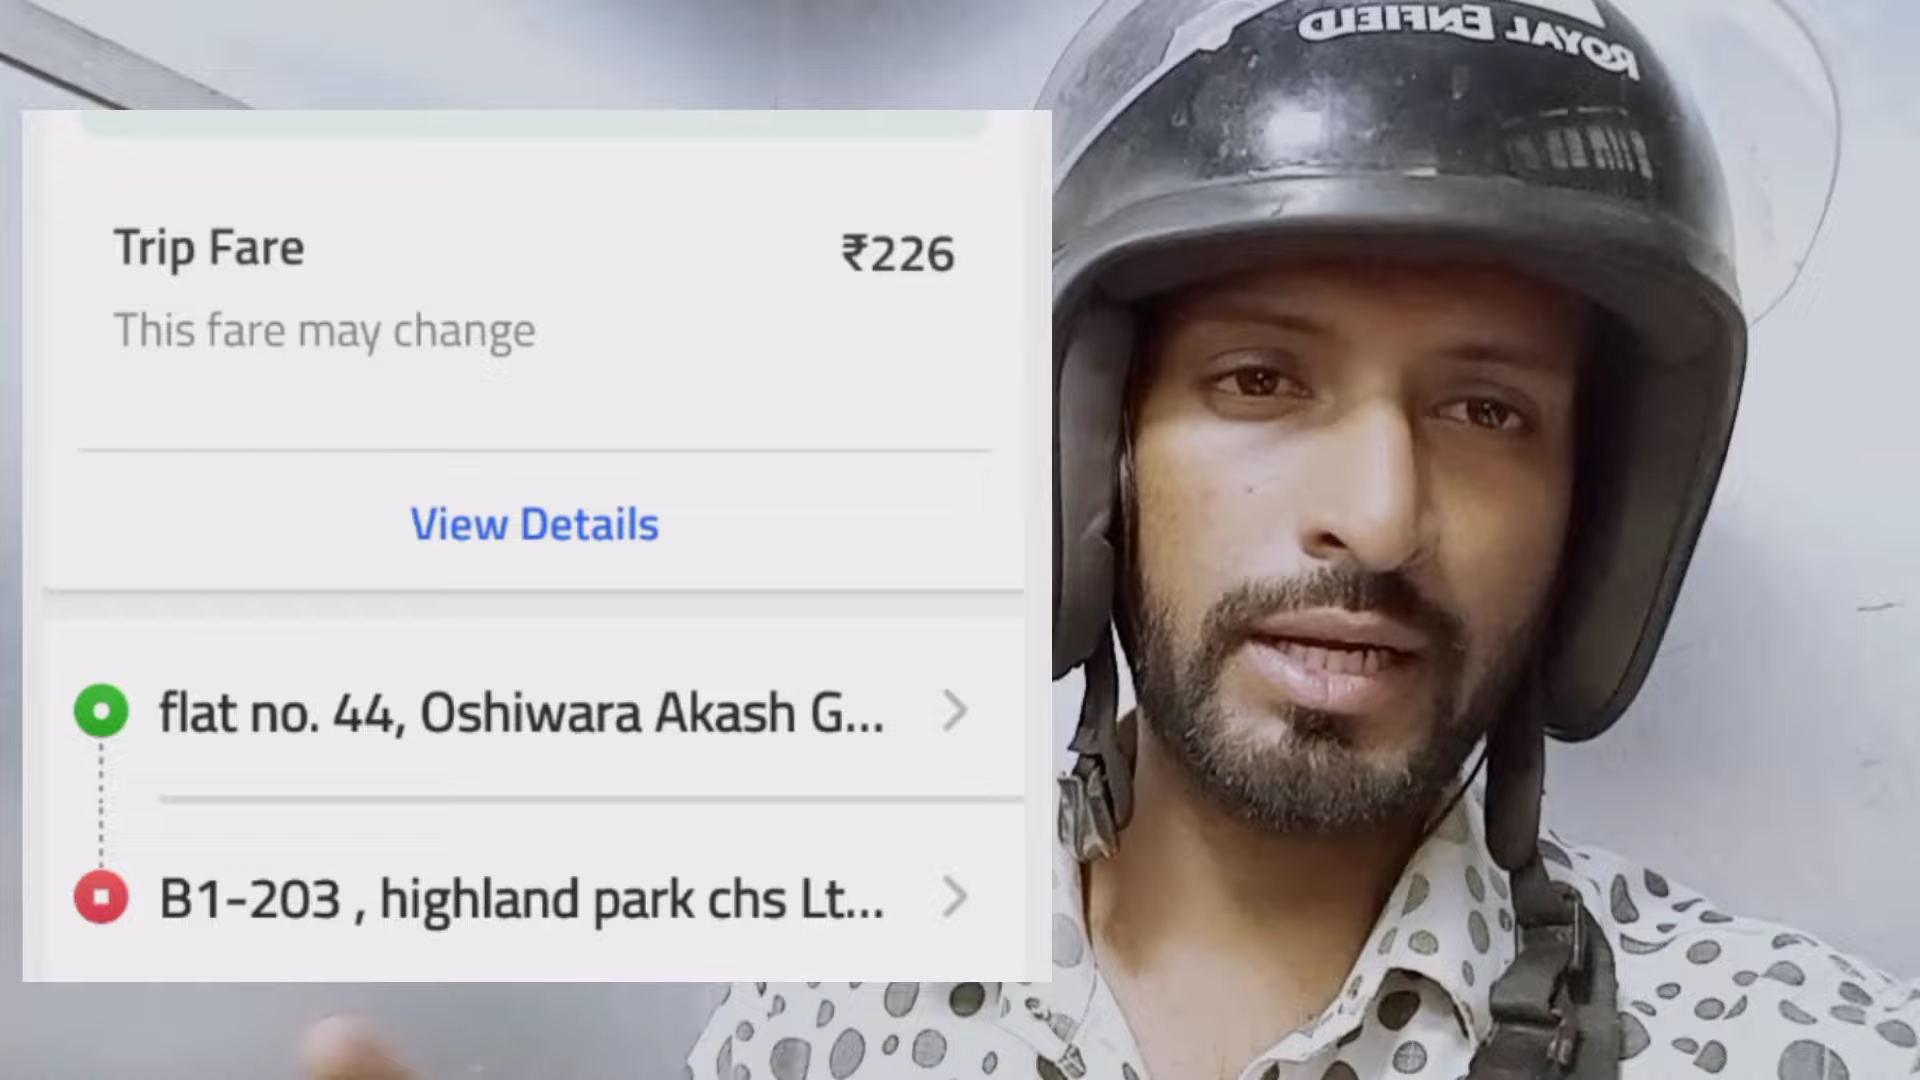 ROYAL ENFIELD
Trip Fare
₹226
This fare may change
View Details
flat no. 44, Oshiwara Akash G...
B1-203 , highland park chs Lt...